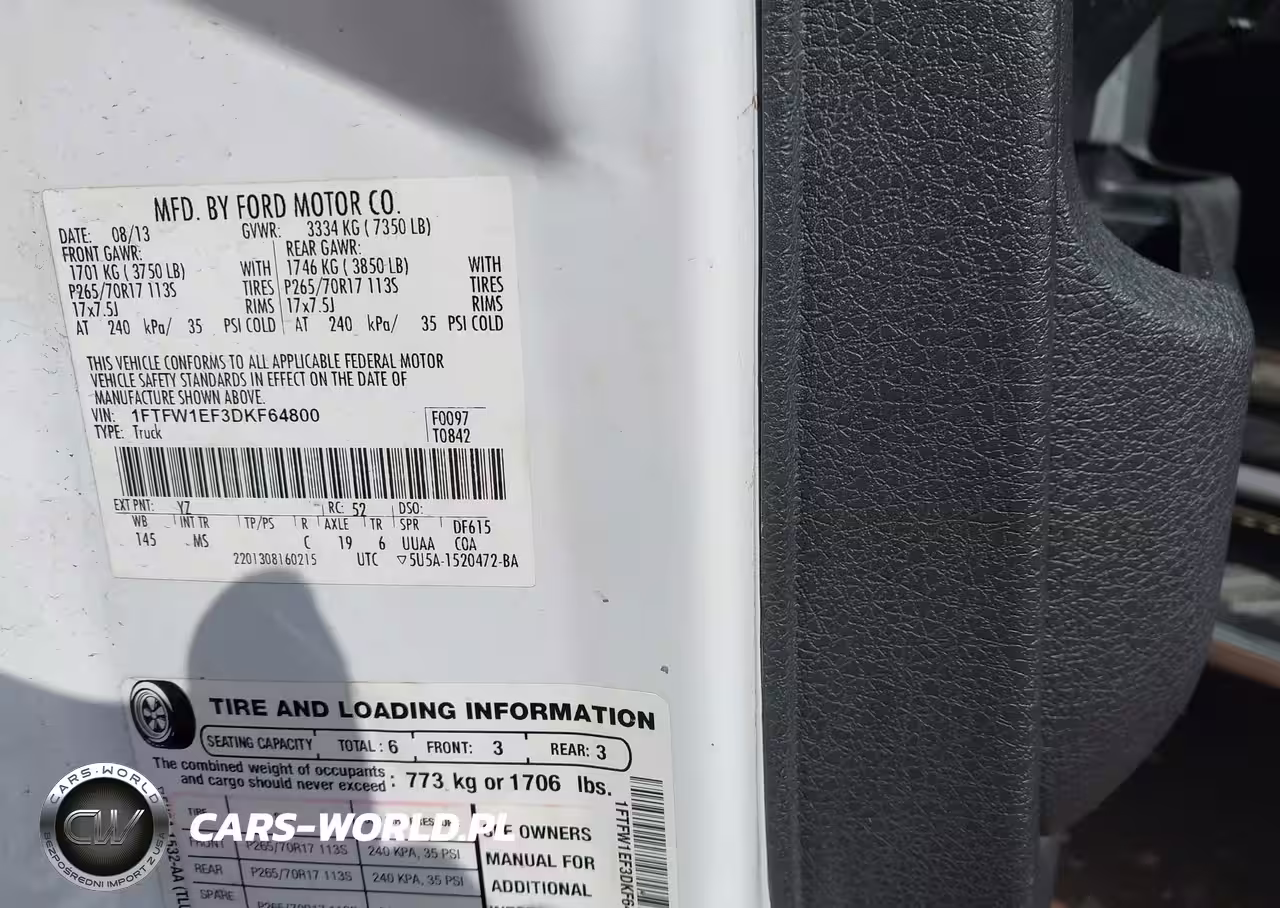 MFD. BY FORD MOTOR CO.
DATE: 08/13 GVWR: 3334 KG ( 7350 LB)
FRONT GAWR: REAR GAWR:
1701 KG ( 3750 LB) WITH 1746 KG ( 3850 LB) WITH
P265/70R17 113S TIRES P265/70R17 113S TIRES
17x7.5J RIMS 17x7.5J RIMS
AT 240 kPa/ 35 PSI COLD AT 240 kPa/ 35 PSI COLD
THIS VEHICLE CONFORMS TO ALL APPLICABLE FEDERAL MOTOR
VEHICLE SAFETY STANDARDS IN EFFECT ON THE DATE OF
MANUFACTURE SHOWN ABOVE.
VIN: 1FTFW1EF3DKF64800 F0097
TYPE: Truck T0842
EXT PNT: YZ RC: 52 DSO:
WB INT TR TP/PS R AXLE TR SPR DF615
145 MS C 19 6 UUAA COA
2201308160215 UTC ▽5U5A-1520472-BA
TIRE AND LOADING INFORMATION
SEATING CAPACITY TOTAL : 6 FRONT: 3 REAR: 3
The combined weight of occupants
and cargo should never exceed : 773 kg or 1706 lbs.
TIRE
FRONT P265/70R17 113S 240 KPA, 35 PSI
REAR P265/70R17 113S 240 KPA, 35 PSI
SPARE
OWNERS
MANUAL FOR
ADDITIONAL
1FTFW1EF3DKF64
CARS-WORLD.PL
CARS-WORLD
CW
BEZPOŚREDNI IMPORT Z USA